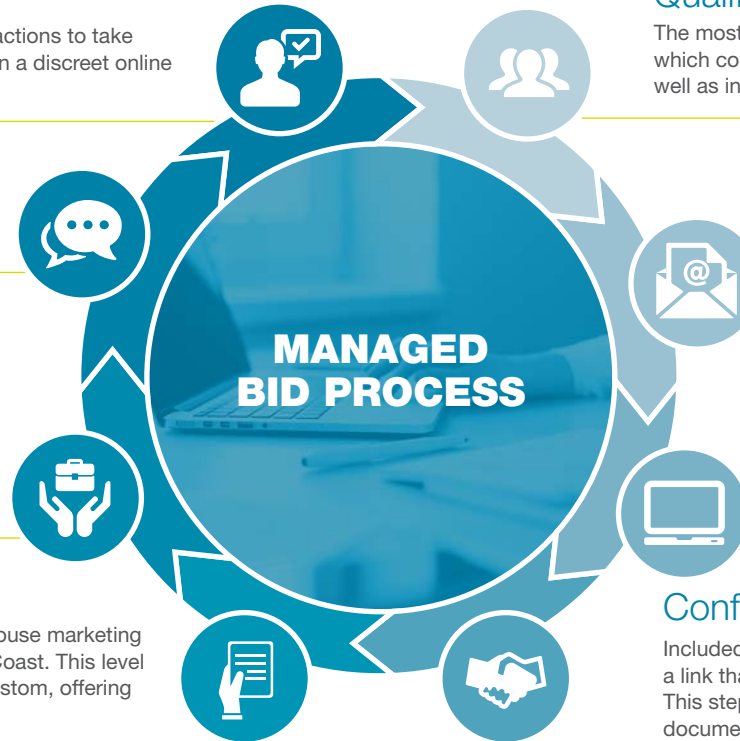 actions to take
n a discreet online
Quali
The most
which co
well as in
MANAGED
BID PROCESS
@
ouse marketing
Coast. This level
stom, offering
Conf
Included
a link tha
This step
docume